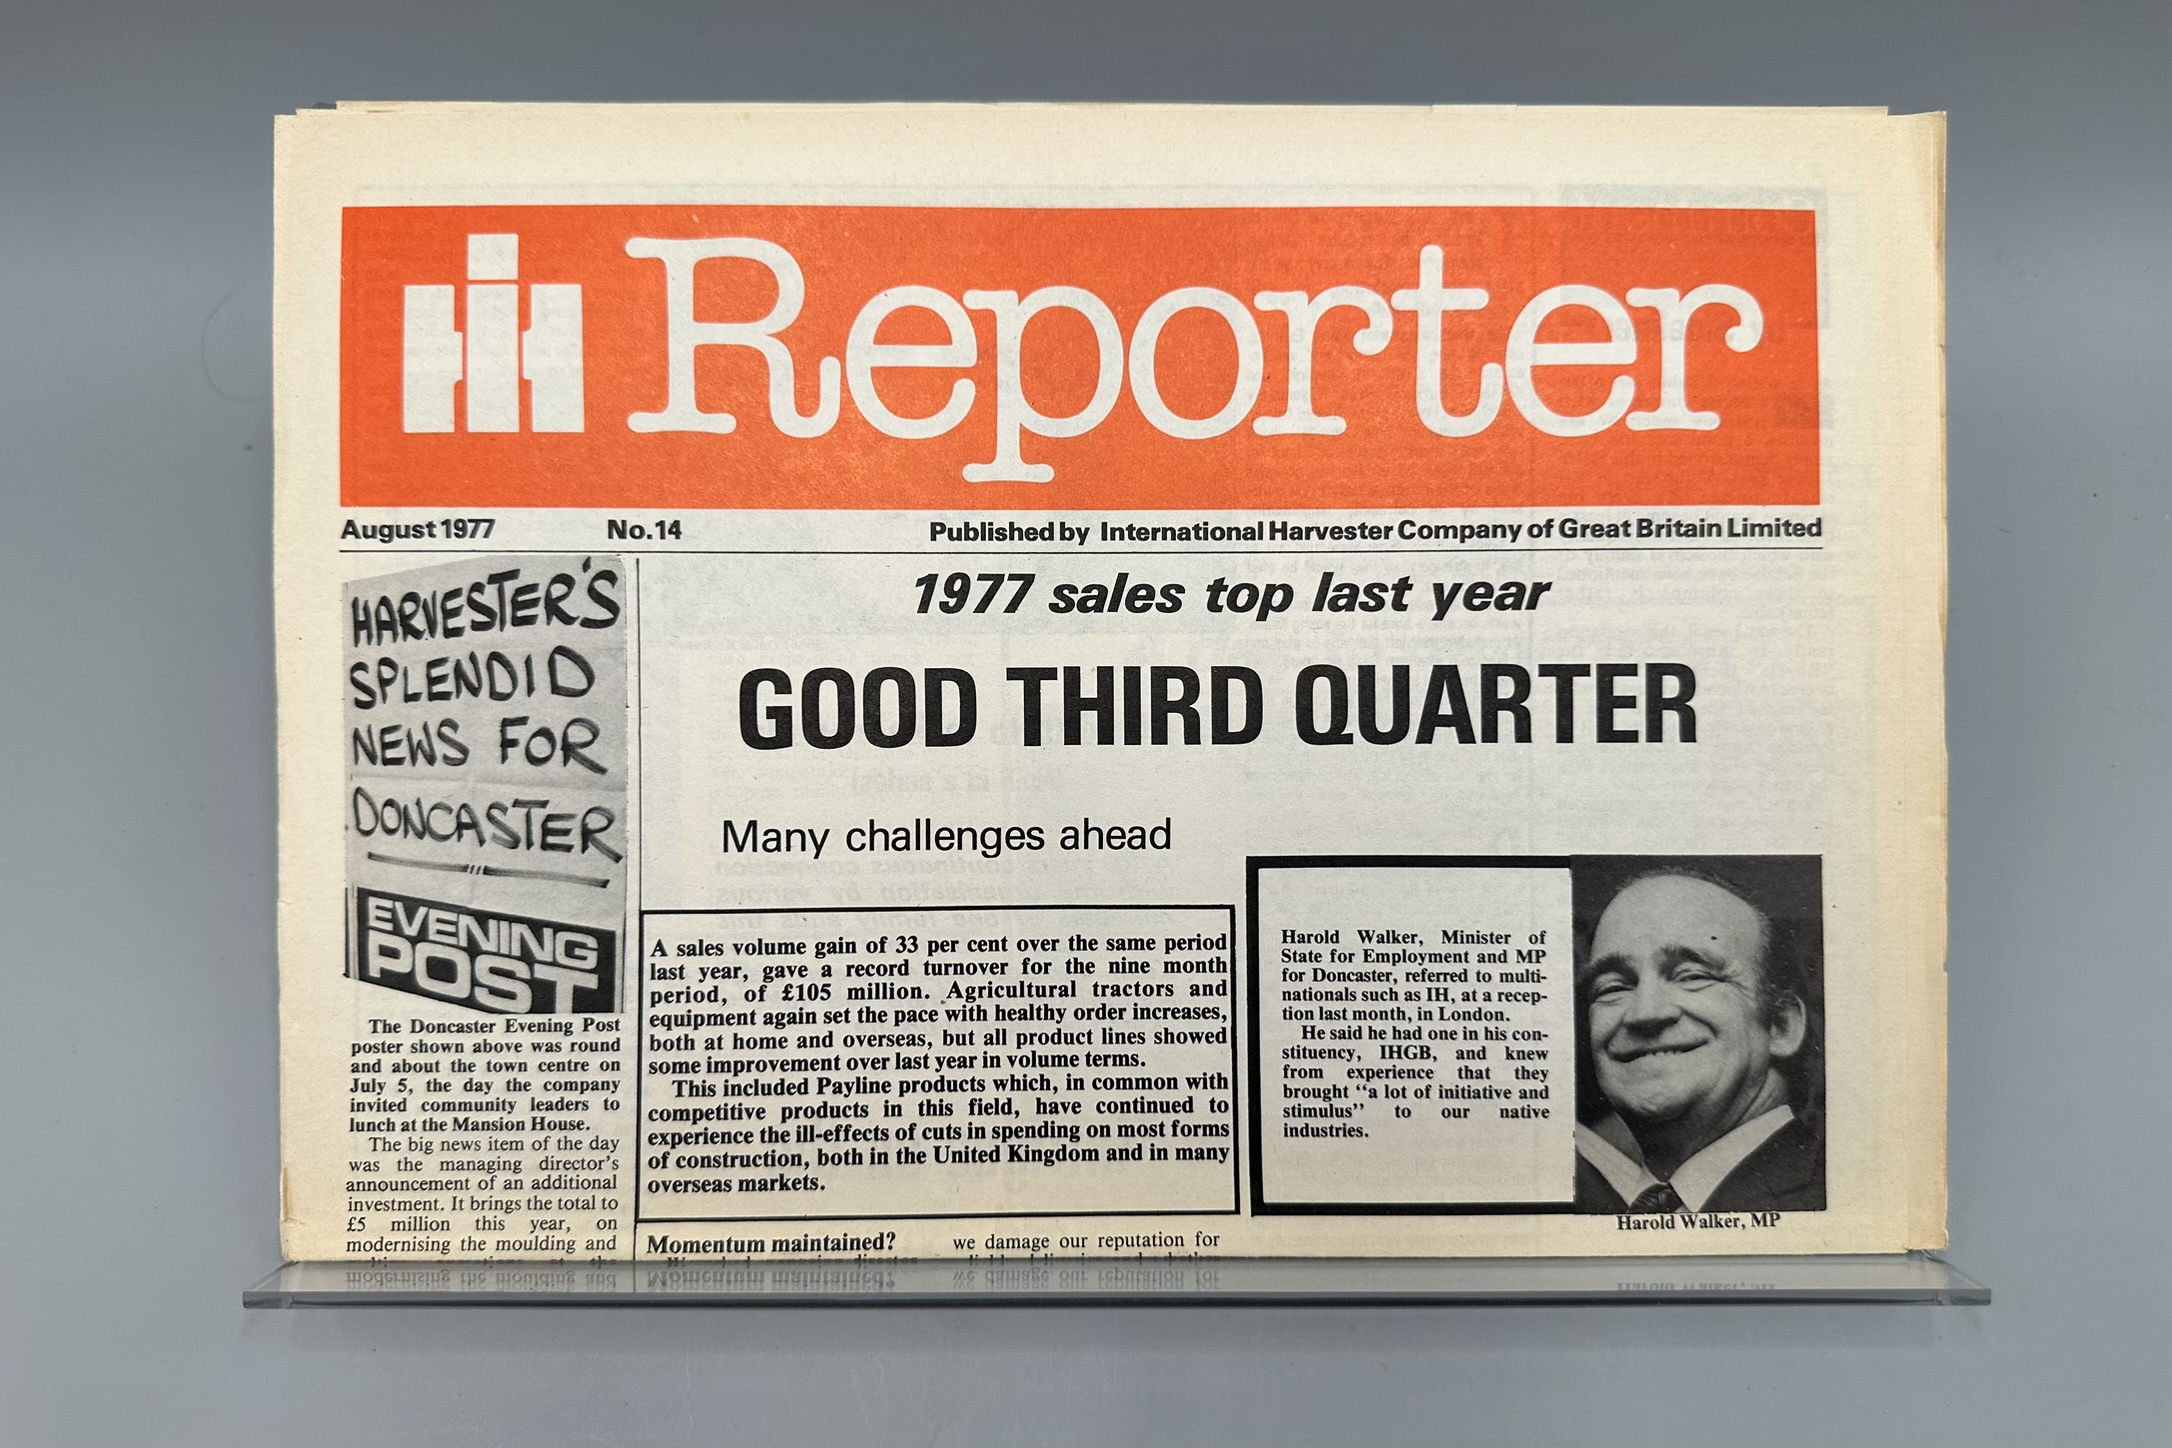 Reporter
August 1977 No.14 Published by International Harvester Company of Great Britain Limited
HARVESTER'S
SPLENDID
NEWS FOR
DONCASTER
EVENING
POST
The Doncaster Evening Post
poster shown above was round
and about the town centre on
July 5, the day the company
invited community leaders to
lunch at the Mansion House.
The big news item of the day
was the managing director's
announcement of an additional
investment. It brings the total to
£5 million this year, on
modernising the moulding and
1977 sales top last year
GOOD THIRD QUARTER
Many challenges ahead
A sales volume gain of 33 per cent over the same period
last year, gave a record turnover for the nine month
period, of £105 million. Agricultural tractors and
equipment again set the pace with healthy order increases,
both at home and overseas, but all product lines showed
some improvement over last year in volume terms.
This included Payline products which, in common with
competitive products in this field, have continued to
experience the ill-effects of cuts in spending on most forms
of construction, both in the United Kingdom and in many
overseas markets.
Momentum maintained?
we damage our reputation for
Harold Walker, Minister of
State for Employment and MP
for Doncaster, referred to multi-
nationals such as IH, at a recep-
tion last month, in London.
He said he had one in his con-
stituency, IHGB, and knew
from experience that they
brought "a lot of initiative and
stimulus" to our native
industries.
Harold Walker, MP